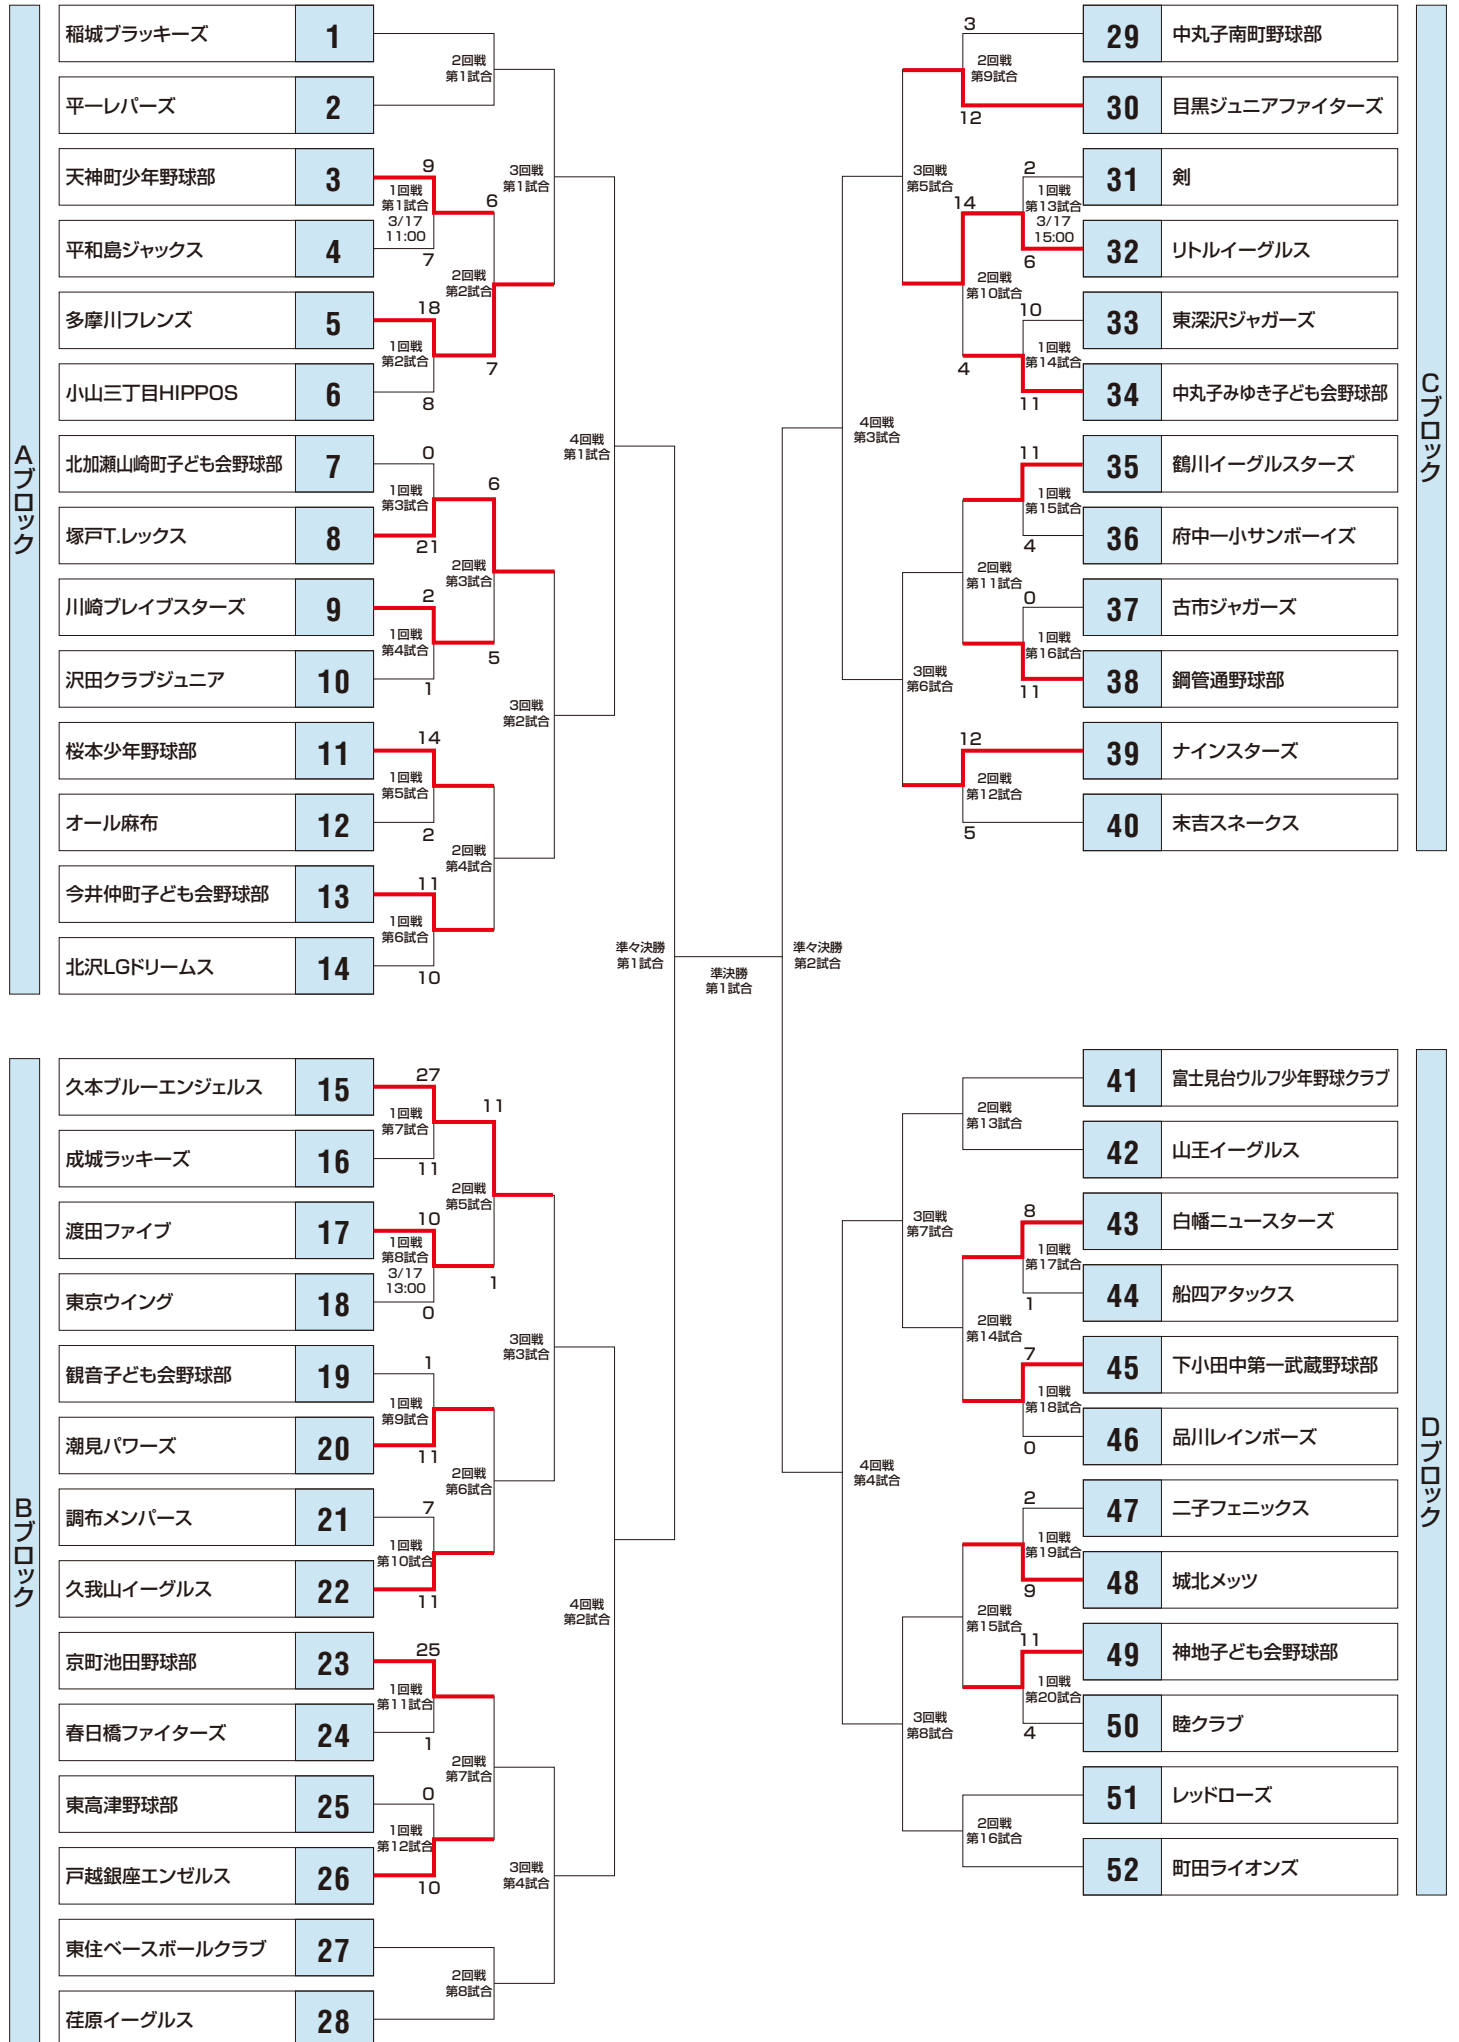 Aブロック
稲城ブラッキーズ 1
平一レパーズ 2
2回戦
第1試合
天神町少年野球部 3
9
1回戦
第1試合
3/17
11:00
平和島ジャックス 4
7
6
2回戦
第2試合
3回戦
第1試合
多摩川フレンズ 5
18
1回戦
第2試合
小山三丁目HIPPOS 6
8
7
北加瀬山崎町子ども会野球部 7
0
1回戦
第3試合
塚戸T.レックス 8
21
6
2回戦
第3試合
川崎ブレイブスターズ 9
2
1回戦
第4試合
沢田クラブジュニア 10
1
5
4回戦
第1試合
3回戦
第2試合
桜本少年野球部 11
14
1回戦
第5試合
オール麻布 12
2
2回戦
第4試合
今井仲町子ども会野球部 13
11
1回戦
第6試合
北沢LGドリームス 14
10
準々決勝
第1試合
準決勝
第1試合
準々決勝
第2試合
Bブロック
久本ブルーエンジェルス 15
27
1回戦
第7試合
成城ラッキーズ 16
11
11
2回戦
第5試合
渡田ファイブ 17
10
1回戦
第8試合
3/17
13:00
東京ウイング 18
0
1
3回戦
第3試合
観音子ども会野球部 19
1
1回戦
第9試合
潮見パワーズ 20
11
2回戦
第6試合
調布メンパース 21
7
1回戦
第10試合
久我山イーグルス 22
11
4回戦
第2試合
京町池田野球部 23
25
1回戦
第11試合
春日橋ファイターズ 24
1
2回戦
第7試合
東高津野球部 25
0
1回戦
第12試合
戸越銀座エンゼルス 26
10
3回戦
第4試合
東住ベースボールクラブ 27
2回戦
第8試合
荏原イーグルス 28
Cブロック
3
29 中丸子南町野球部
2回戦
第9試合
30 目黒ジュニアファイターズ
12
3回戦
第5試合
2
31 剣
1回戦
第13試合
3/17
15:00
32 リトルイーグルス
6
14
2回戦
第10試合
10
33 東深沢ジャガーズ
1回戦
第14試合
34 中丸子みゆき子ども会野球部
11
4
4回戦
第3試合
11
35 鶴川イーグルスターズ
1回戦
第15試合
36 府中一小サンボーイズ
4
2回戦
第11試合
0
37 古市ジャガーズ
1回戦
第16試合
38 鋼管通野球部
11
3回戦
第6試合
12
39 ナインスターズ
2回戦
第12試合
40 末吉スネークス
5
Dブロック
41 富士見台ウルフ少年野球クラブ
2回戦
第13試合
42 山王イーグルス
3回戦
第7試合
8
43 白幡ニュースターズ
1回戦
第17試合
44 船四アタックス
1
2回戦
第14試合
7
45 下小田中第一武蔵野球部
1回戦
第18試合
46 品川レインボーズ
0
4回戦
第4試合
2
47 二子フェニックス
1回戦
第19試合
48 城北メッツ
9
2回戦
第15試合
11
49 神地子ども会野球部
1回戦
第20試合
50 睦クラブ
4
3回戦
第8試合
51 レッドローズ
2回戦
第16試合
52 町田ライオンズ